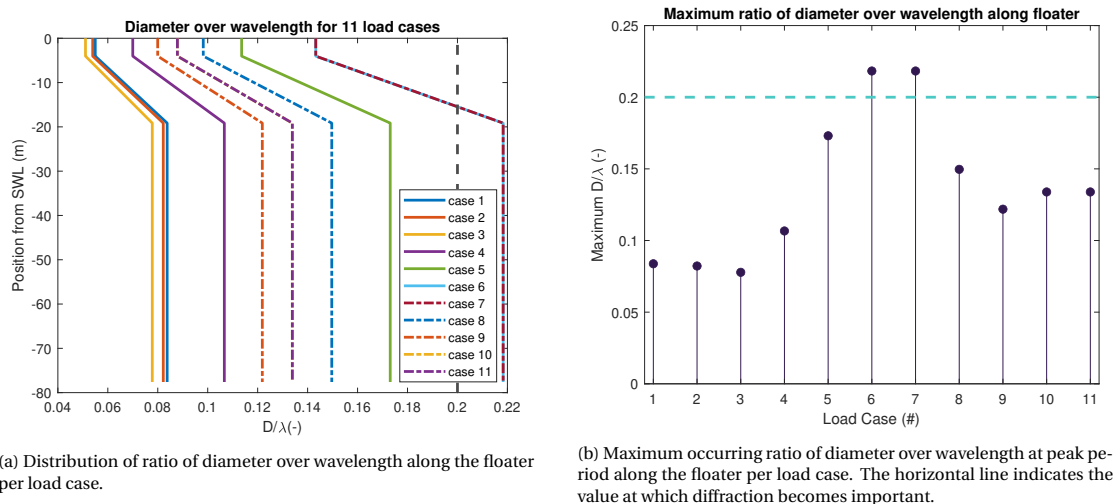 Diameter over wavelength for 11 load cases
0
-10
-20
-30
-40
-50
-60
-70
-80
Position from SWL (m)
0.04 0.06 0.08 0.1 0.12 0.14 0.16 0.18 0.2 0.22
D/λ(-)
case 1
case 2
case 3
case 4
case 5
case 6
case 7
case 8
case 9
case 10
case 11
(a) Distribution of ratio of diameter over wavelength along the floater
per load case.
Maximum ratio of diameter over wavelength along floater
0.25
0.2
0.15
0.1
0.05
0
Maximum D/λ (-)
1 2 3 4 5 6 7 8 9 10 11
Load Case (#)
(b) Maximum occurring ratio of diameter over wavelength at peak pe-
riod along the floater per load case. The horizontal line indicates the
value at which diffraction becomes important.